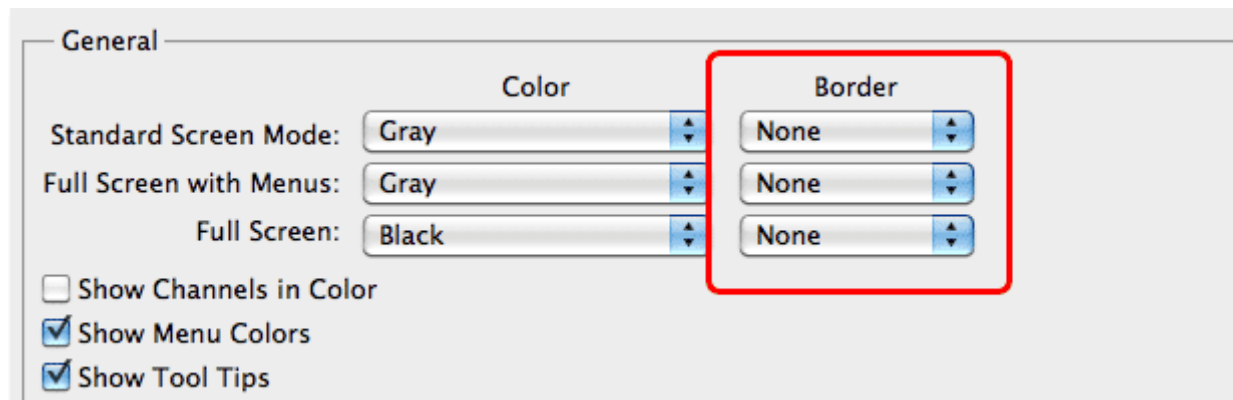 General
Color Border
Standard Screen Mode: Gray None
Full Screen with Menus: Gray None
Full Screen: Black None
Show Channels in Color
Show Menu Colors
Show Tool Tips